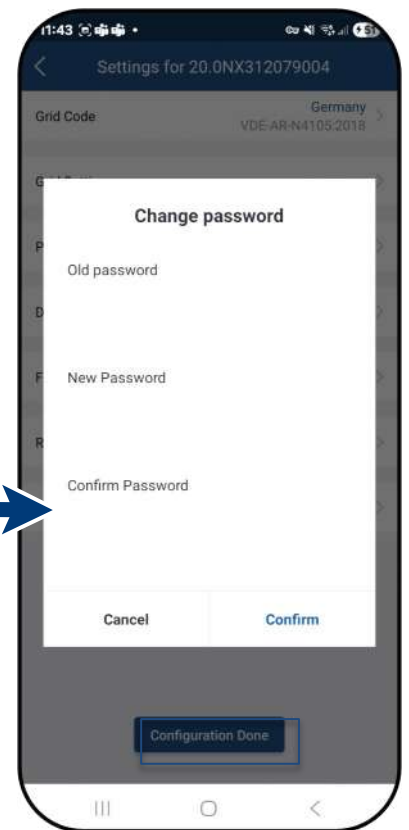 11:43
51
Settings for 20.0NX312079004
Grid Code
Germany
VDE-AR-N4105:2018
G
Change password
P
Old password
D
F
New Password
R
Confirm Password
Cancel
Confirm
Configuration Done